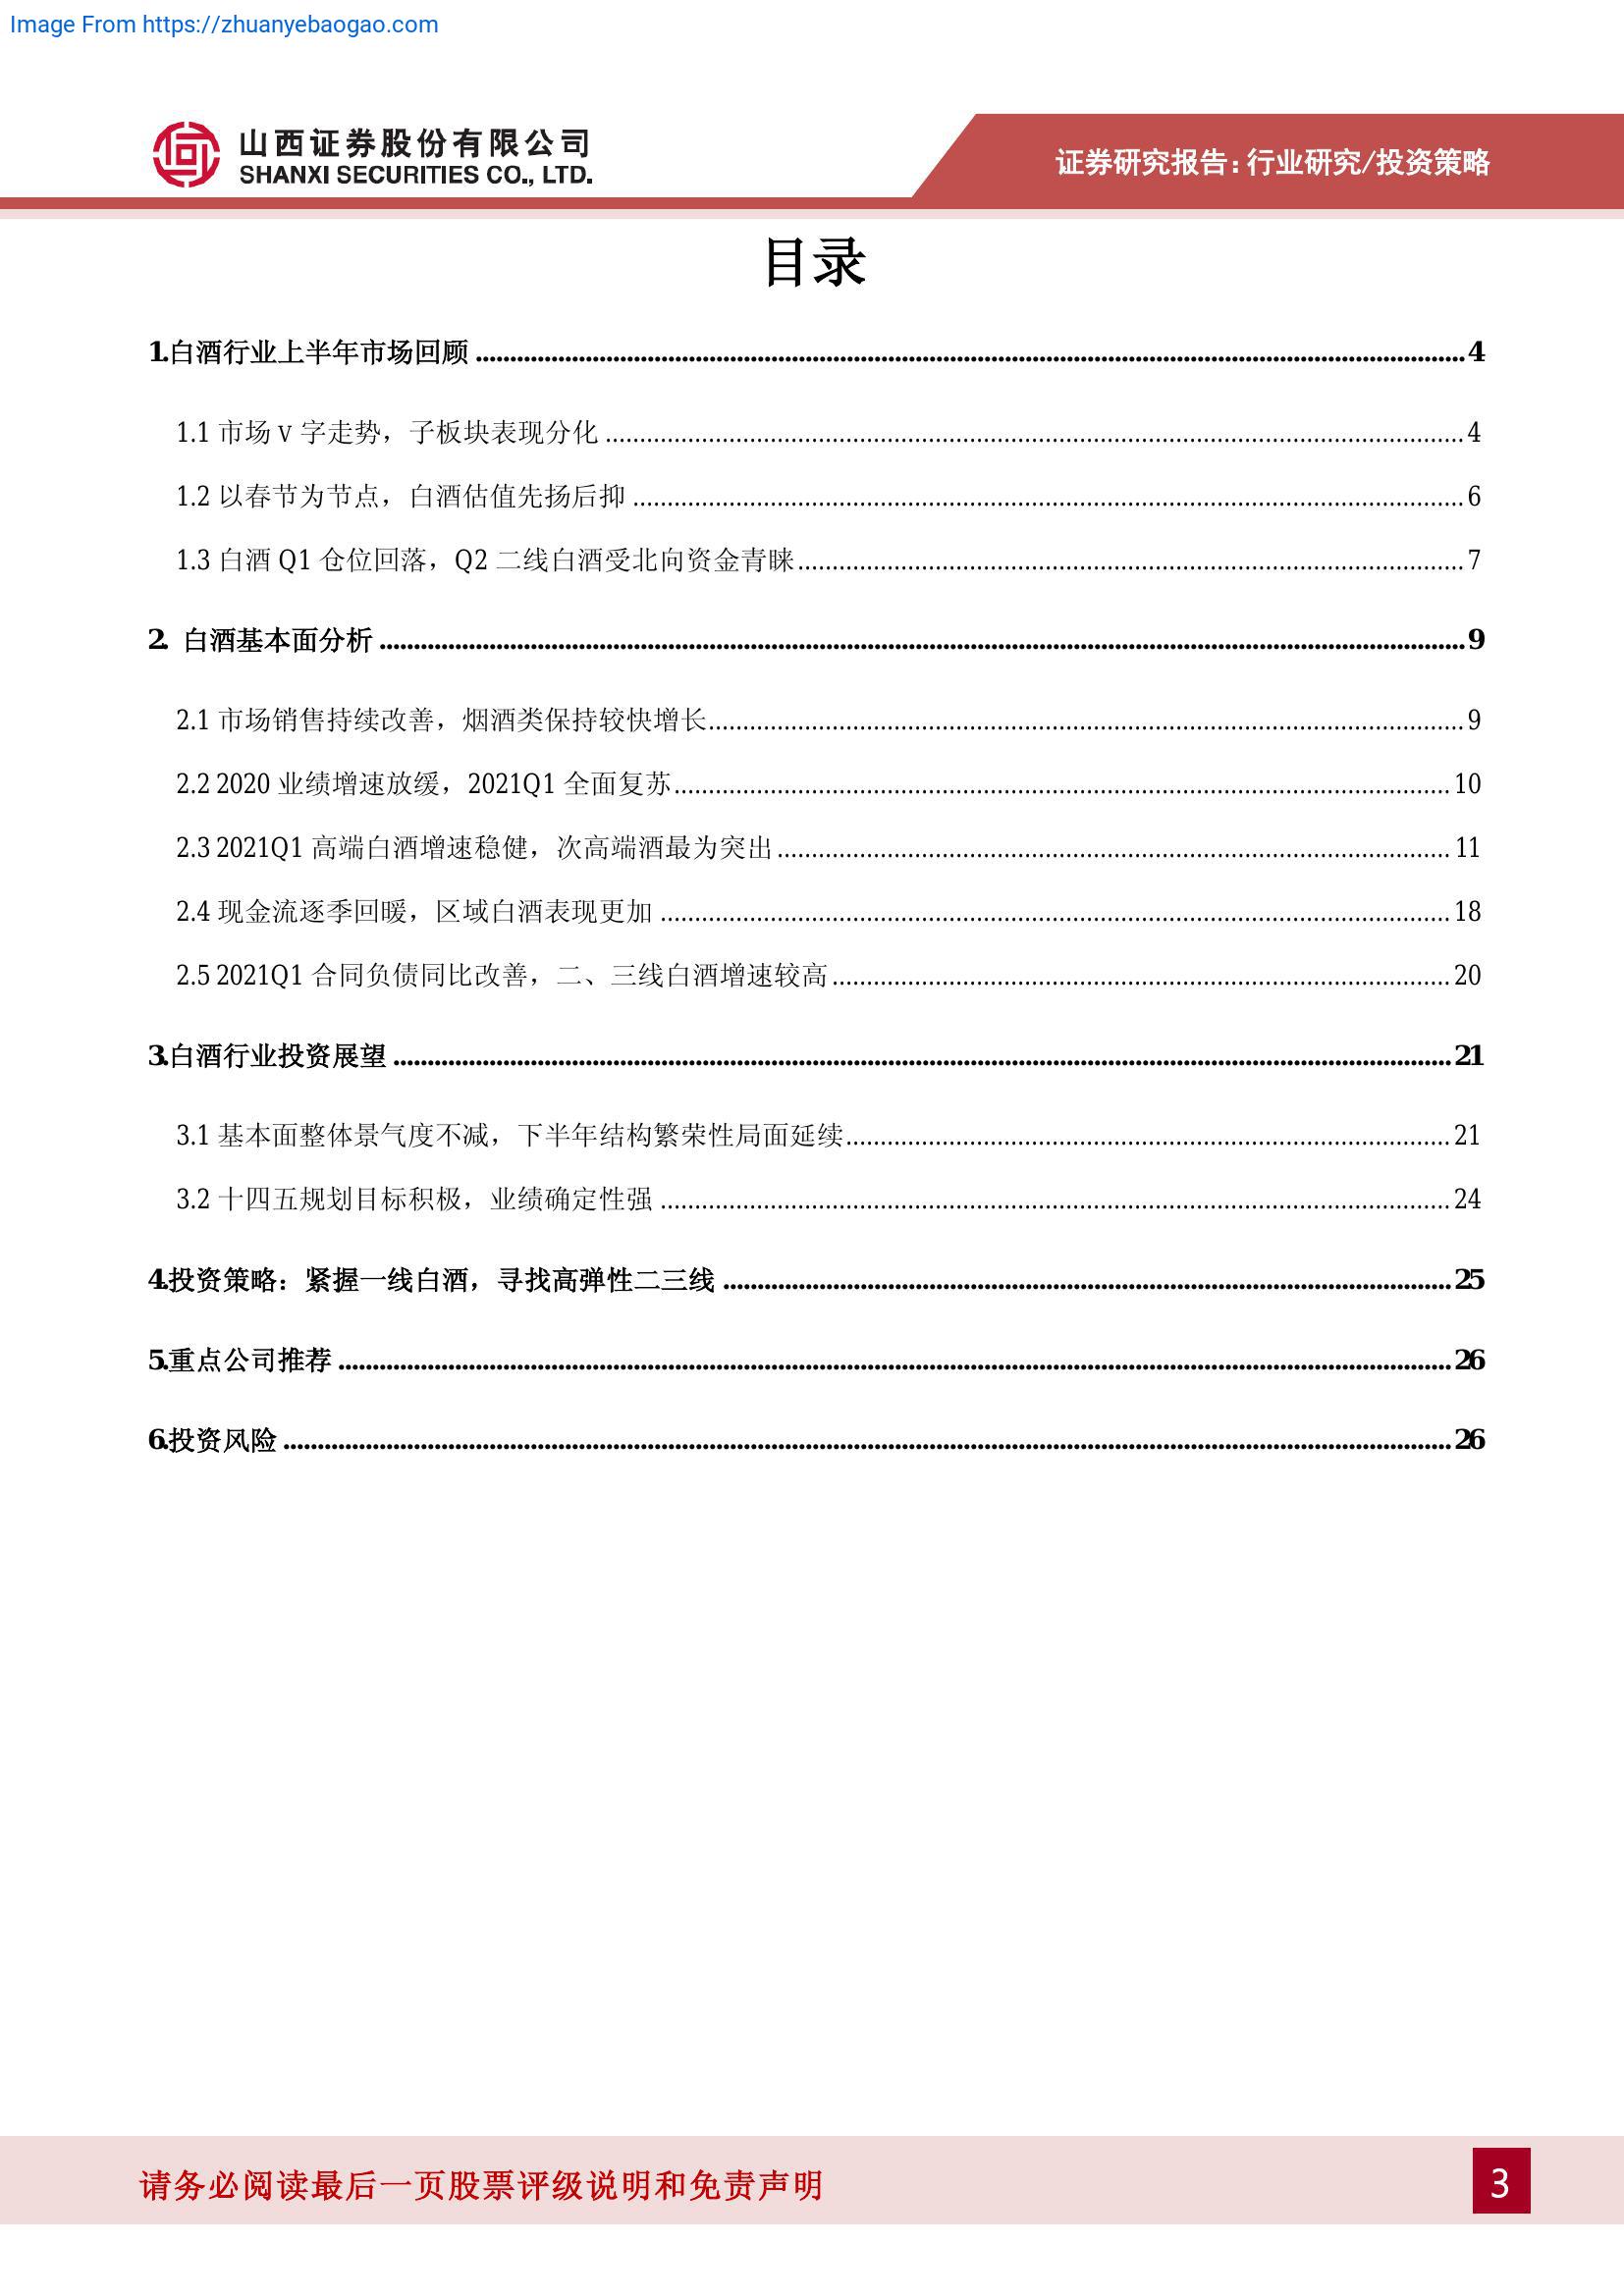 Image From https://zhuanyebaogao.com
山西证券股份有限公司
SHANXI SECURITIES CO., LTD.
证券研究报告：行业研究/投资策略
目录
1.白酒行业上半年市场回顾 4
1.1 市场 V 字走势，子板块表现分化 4
1.2 以春节为节点，白酒估值先扬后抑 6
1.3 白酒 Q1 仓位回落，Q2 二线白酒受北向资金青睐 7
2. 白酒基本面分析 9
2.1 市场销售持续改善，烟酒类保持较快增长 9
2.2 2020 业绩增速放缓，2021Q1 全面复苏 10
2.3 2021Q1 高端白酒增速稳健，次高端酒最为突出 11
2.4 现金流逐季回暖，区域白酒表现更加 18
2.5 2021Q1 合同负债同比改善，二、三线白酒增速较高 20
3.白酒行业投资展望 21
3.1 基本面整体景气度不减，下半年结构繁荣性局面延续 21
3.2 十四五规划目标积极，业绩确定性强 24
4.投资策略：紧握一线白酒，寻找高弹性二三线 25
5.重点公司推荐 26
6.投资风险 26
请务必阅读最后一页股票评级说明和免责声明
3